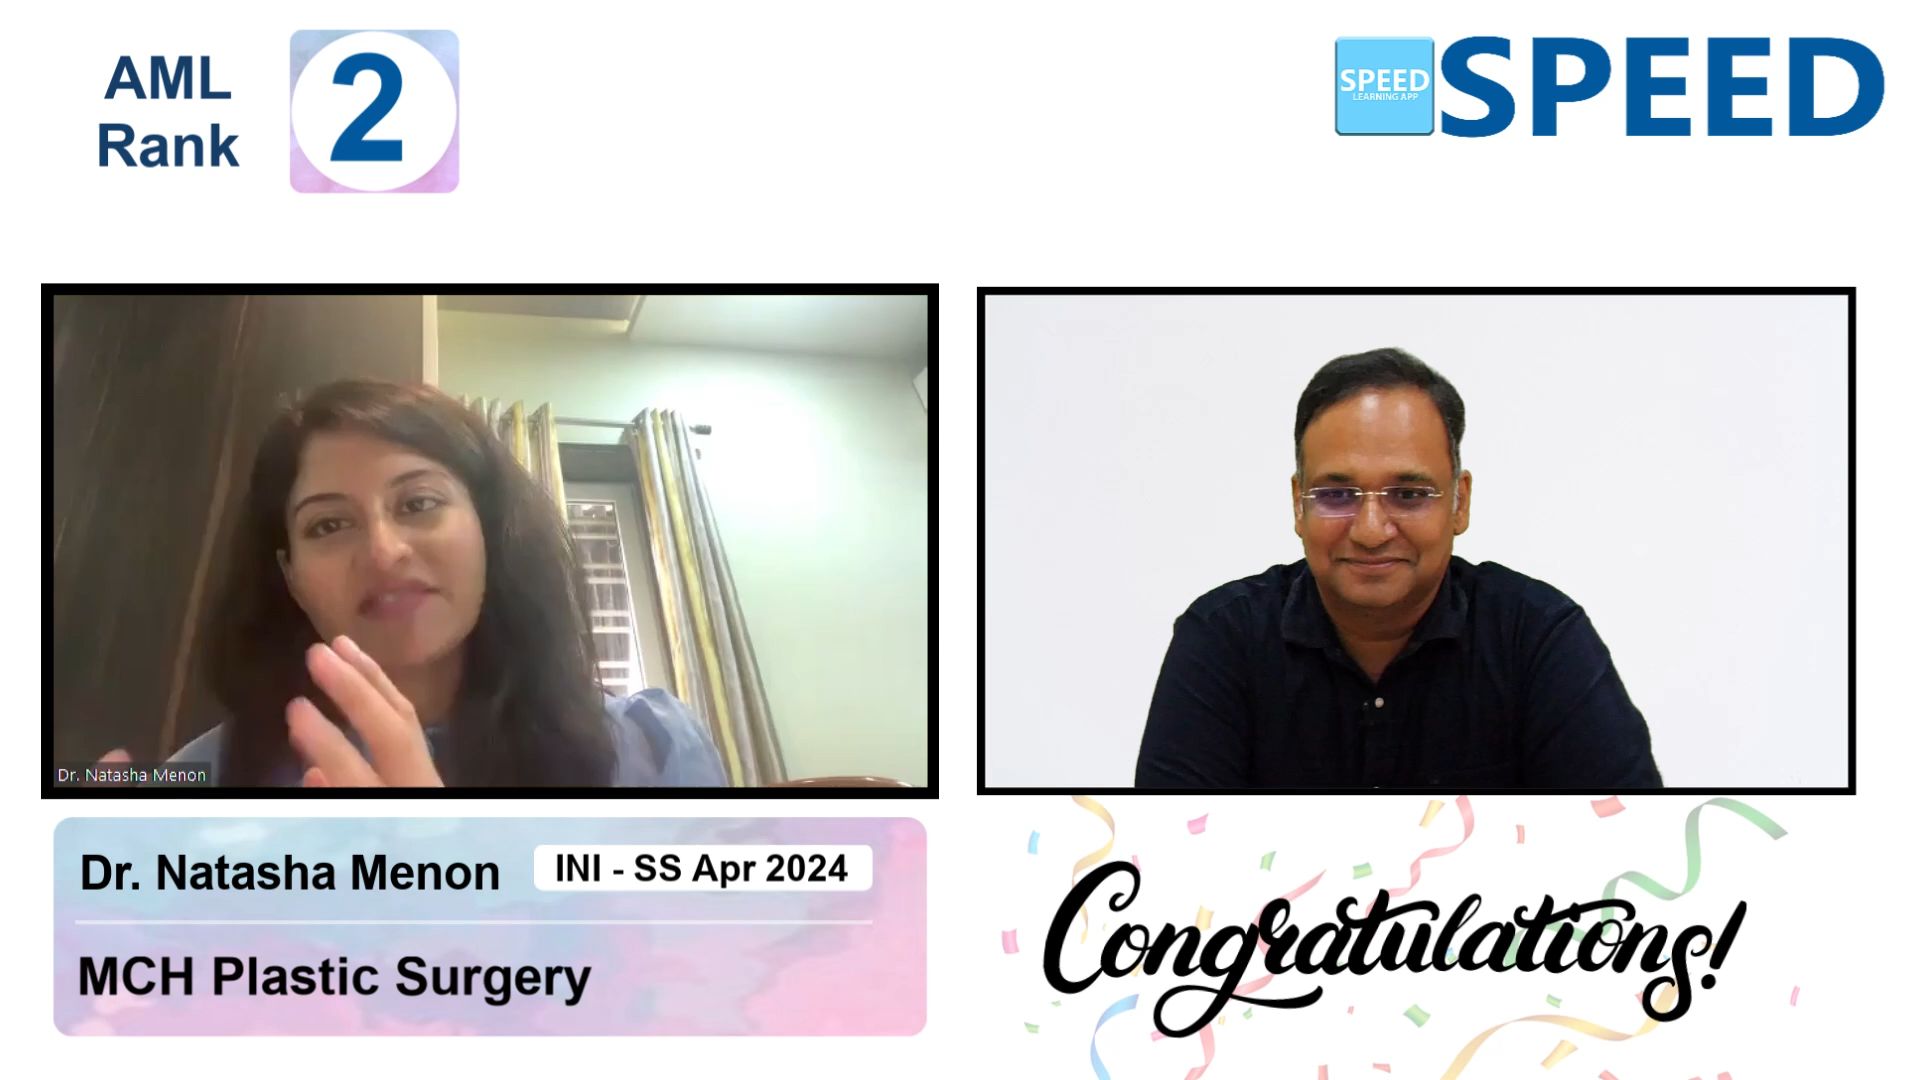 AML
Rank
2
SPEED
LEARNING APP
SPEED
Dr. Natasha Menon
Dr. Natasha Menon
INI - SS Apr 2024
MCH Plastic Surgery
Congratulations!